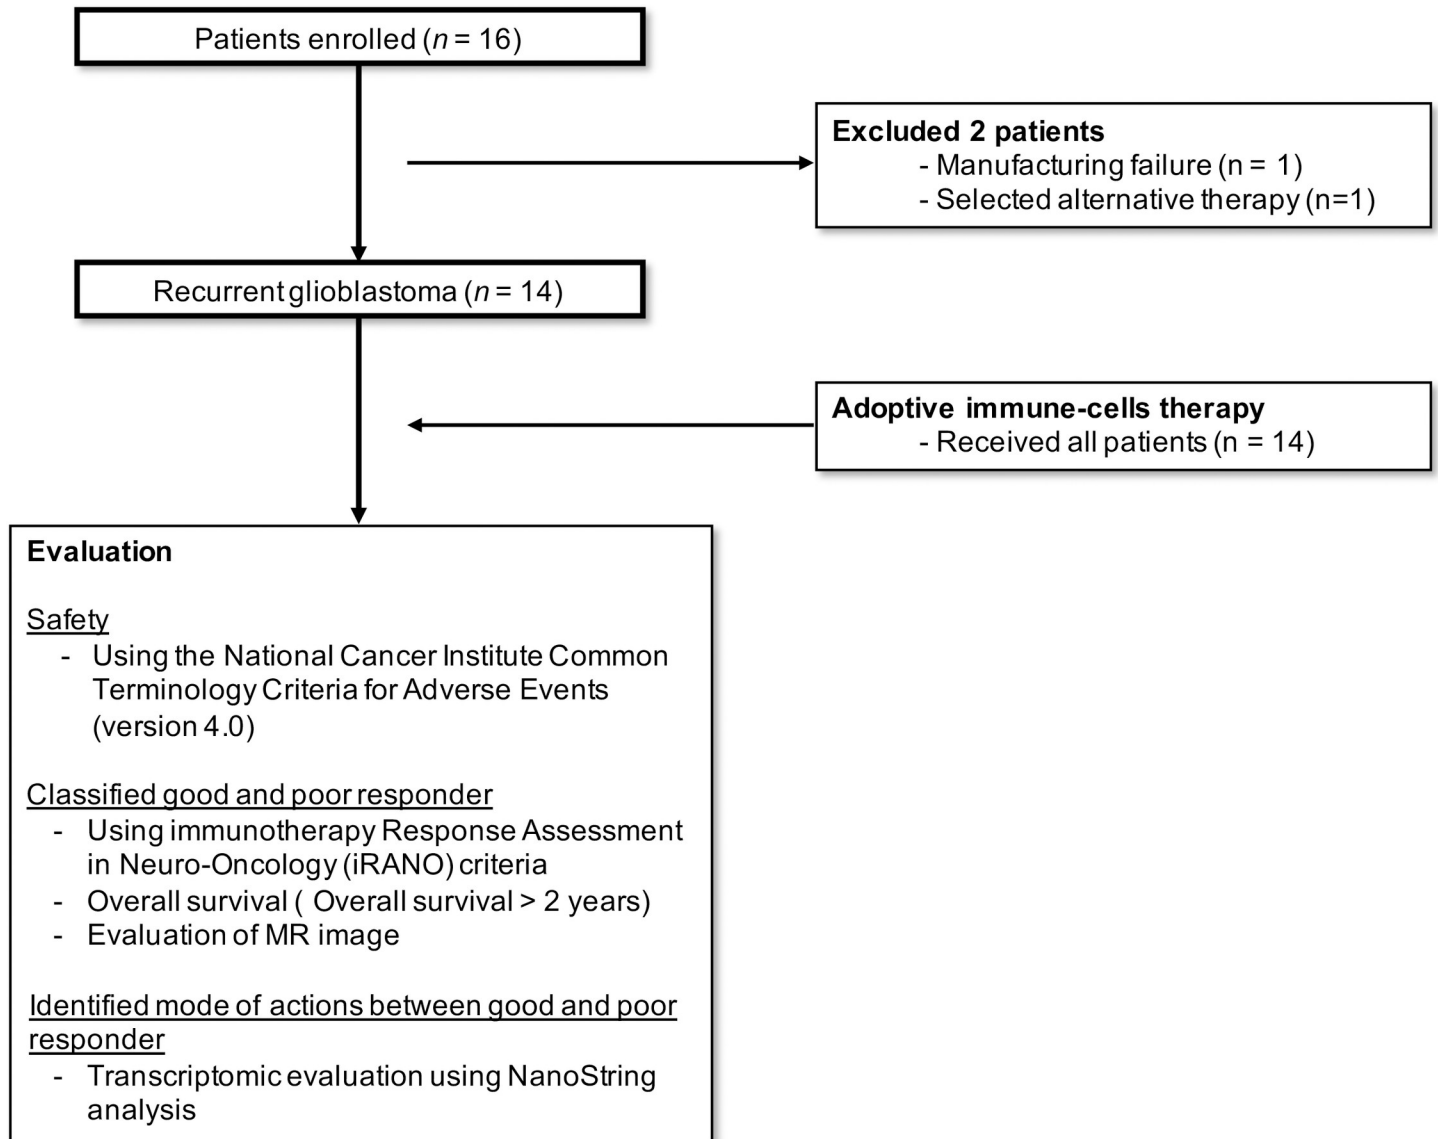 Patients enrolled (n = 16)
Excluded 2 patients
- Manufacturing failure (n = 1)
- Selected alternative therapy (n=1)
Recurrent glioblastoma (n = 14)
Adoptive immune-cells therapy
- Received all patients (n = 14)
Evaluation
Safety
- Using the National Cancer Institute Common
Terminology Criteria for Adverse Events
(version 4.0)
Classified good and poor responder
- Using immunotherapy Response Assessment
in Neuro-Oncology (iRANO) criteria
- Overall survival ( Overall survival > 2 years)
- Evaluation of MR image
Identified mode of actions between good and poor
responder
- Transcriptomic evaluation using NanoString
analysis